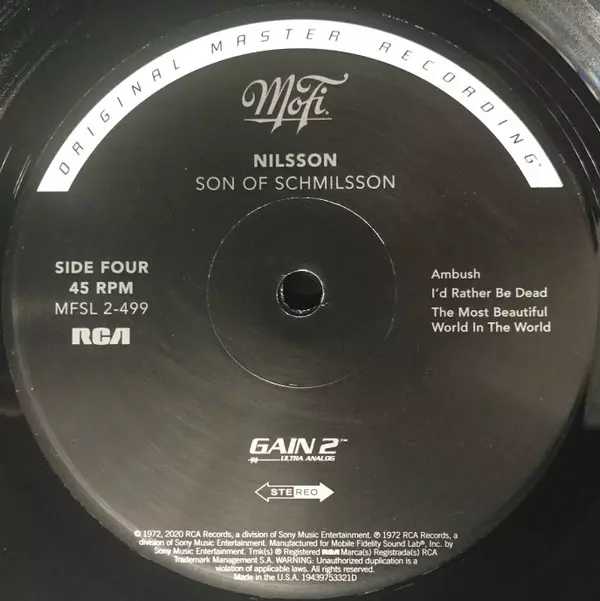 ORIGINAL MASTER RECORDING
MoFi
NILSSON
SON OF SCHMILSSON
SIDE FOUR
45 RPM
MFSL 2-499
RCA
Ambush
I'd Rather Be Dead
The Most Beautiful
World In The World
GAIN 2™
ULTRA ANALOG
STEREO
© 1972, 2020 RCA Records, a division of Sony Music Entertainment. ℗ 1972 RCA Records, a
division of Sony Music Entertainment. Manufactured for Mobile Fidelity Sound Lab®, Inc. by
Sony Music Entertainment. Tmk(s) ® Registered RCA Marca(s) Registrada(s) RCA
Trademark Management S.A. WARNING: Unauthorized duplication is a
violation of applicable laws. All rights reserved.
Made in the U.S.A. 19439753321D